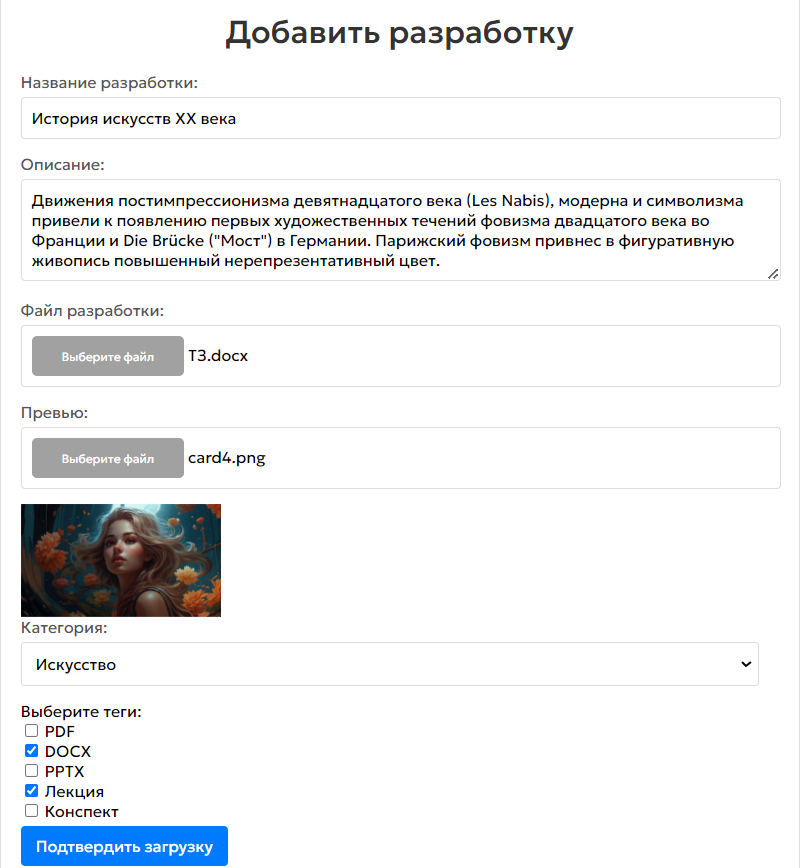 Добавить разработку
Название разработки:
История искусств XX века
Описание:
Движения постимпрессионизма девятнадцатого века (Les Nabis), модерна и символизма
привели к появлению первых художественных течений фовизма двадцатого века во
Франции и Die Brücke ("Мост") в Германии. Парижский фовизм привнес в фигуративную
живопись повышенный нерепрезентативный цвет.
Файл разработки:
Выберите файл ТЗ.docx
Превью:
Выберите файл card4.png
Категория:
Искусство
Выберите теги:
PDF
DOCX
PPTX
Лекция
Конспект
Подтвердить загрузку